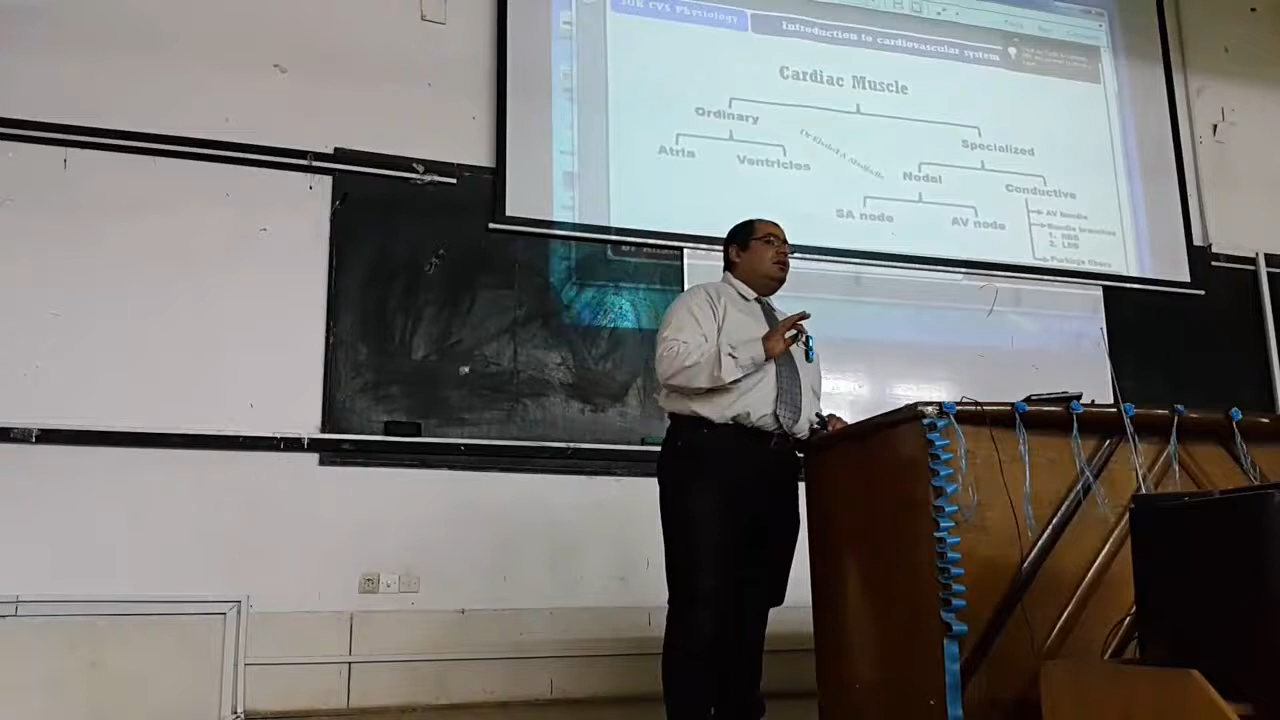 CVS Physiology
Introduction to cardiovascular system
Cardiac Muscle
Ordinary
Specialized
Atria
Ventricles
Nodal
Conductive
SA node
AV node
AV bundle
Bundle branches
1. RBB
2. LBB
Purkinje fibers